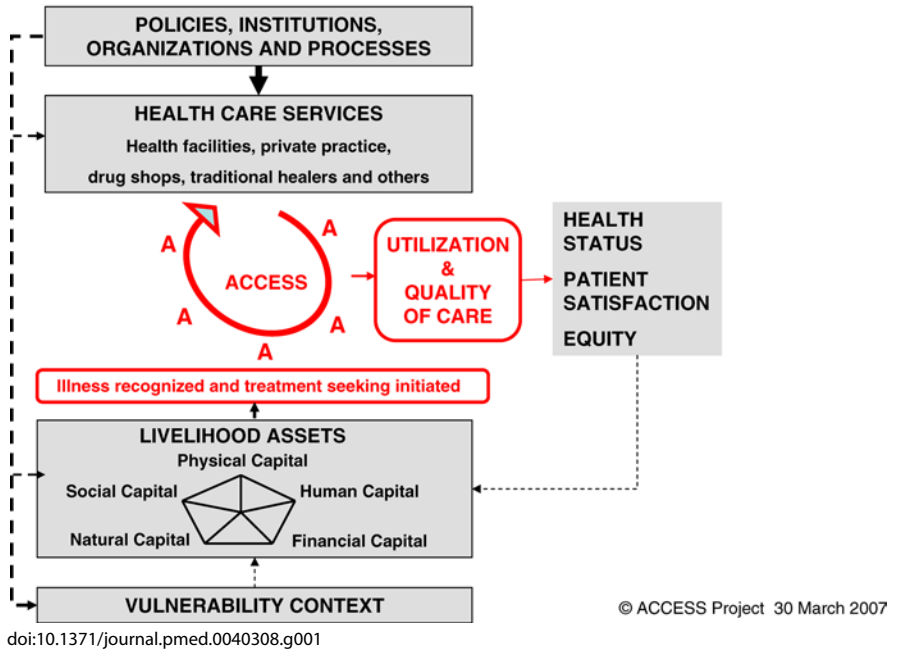 POLICIES, INSTITUTIONS,
ORGANIZATIONS AND PROCESSES
HEALTH CARE SERVICES
Health facilities, private practice,
drug shops, traditional healers and others
A
A
A
A
A
ACCESS
UTILIZATION
&
QUALITY
OF CARE
HEALTH
STATUS
PATIENT
SATISFACTION
EQUITY
Illness recognized and treatment seeking initiated
LIVELIHOOD ASSETS
Physical Capital
Social Capital
Human Capital
Natural Capital
Financial Capital
VULNERABILITY CONTEXT
© ACCESS Project 30 March 2007
doi:10.1371/journal.pmed.0040308.g001